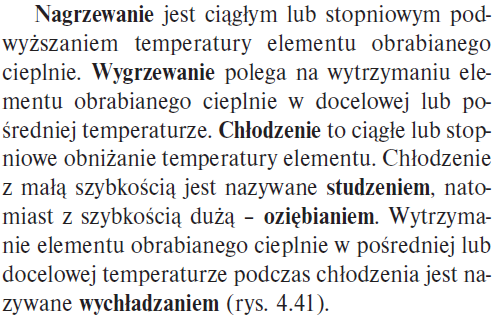 Nagrzewanie jest ciągłym lub stopniowym pod-
wyższaniem temperatury elementu obrabianego
cieplnie. Wygrzewanie polega na wytrzymaniu ele-
mentu obrabianego cieplnie w docelowej lub po-
średniej temperaturze. Chłodzenie to ciągłe lub stop-
niowe obniżanie temperatury elementu. Chłodzenie
z małą szybkością jest nazywane studzeniem, nato-
miast z szybkością dużą – oziębianiem. Wytrzyma-
nie elementu obrabianego cieplnie w pośredniej lub
docelowej temperaturze podczas chłodzenia jest na-
zywane wychładzaniem (rys. 4.41).